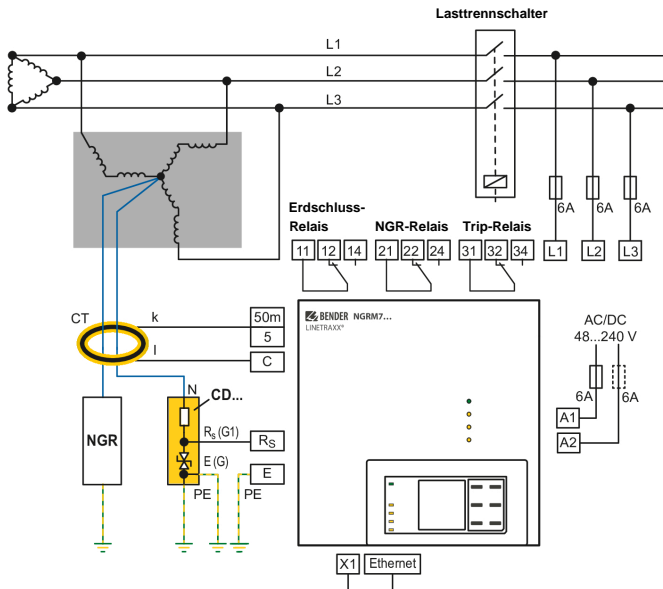 Lasttrennschalter
L1
L2
L3
Erdschluss-
Relais
NGR-Relais
Trip-Relais
6A
6A
6A
11 12 14
21 22 24
31 32 34
L1
L2
L3
CT
k
50m
5
l
C
BENDER NGRM7...
LINETRAXX®
AC/DC
48...240 V
6A
6A
A1
A2
N
CD...
NGR
Rs (G1)
RS
E (G)
E
PE
PE
X1
Ethernet